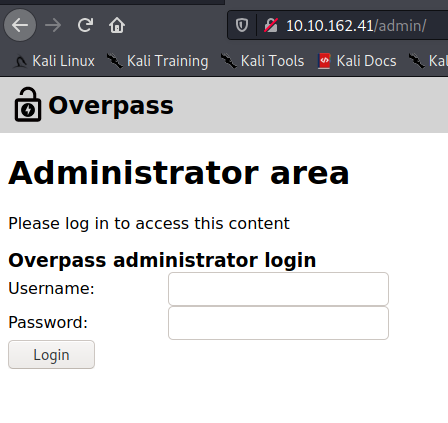 10.10.162.41/admin/
Kali Linux Kali Training Kali Tools Kali Docs Kal
Overpass
Administrator area
Please log in to access this content
Overpass administrator login
Username:
Password:
Login